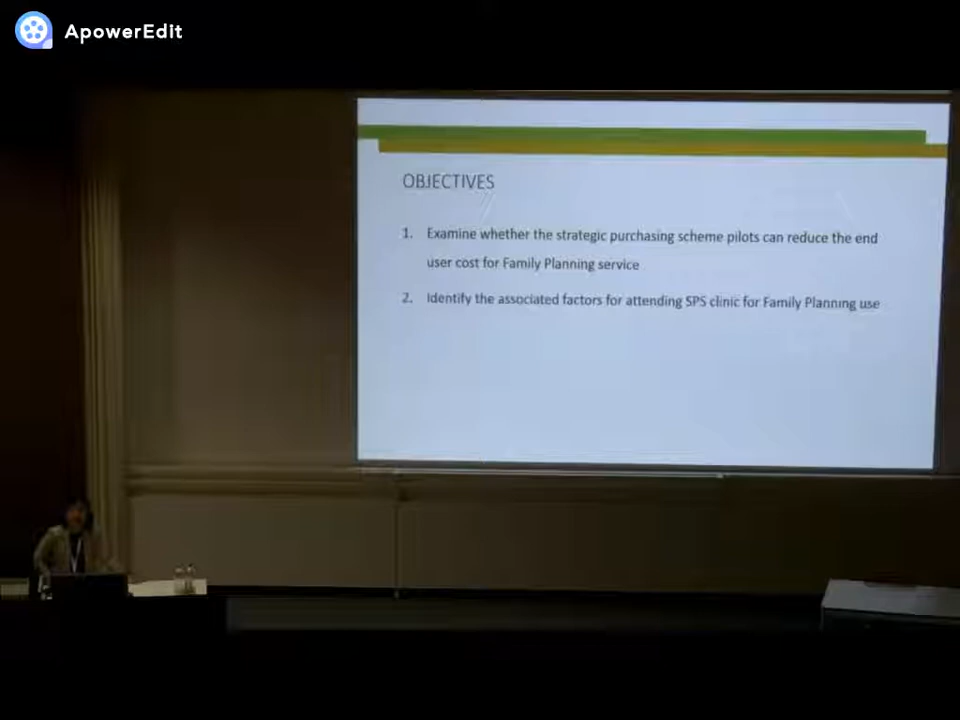 ApowerEdit
OBJECTIVES
1. Examine whether the strategic purchasing scheme pilots can reduce the end
user cost for Family Planning service
2. Identify the associated factors for attending SPS clinic for Family Planning use